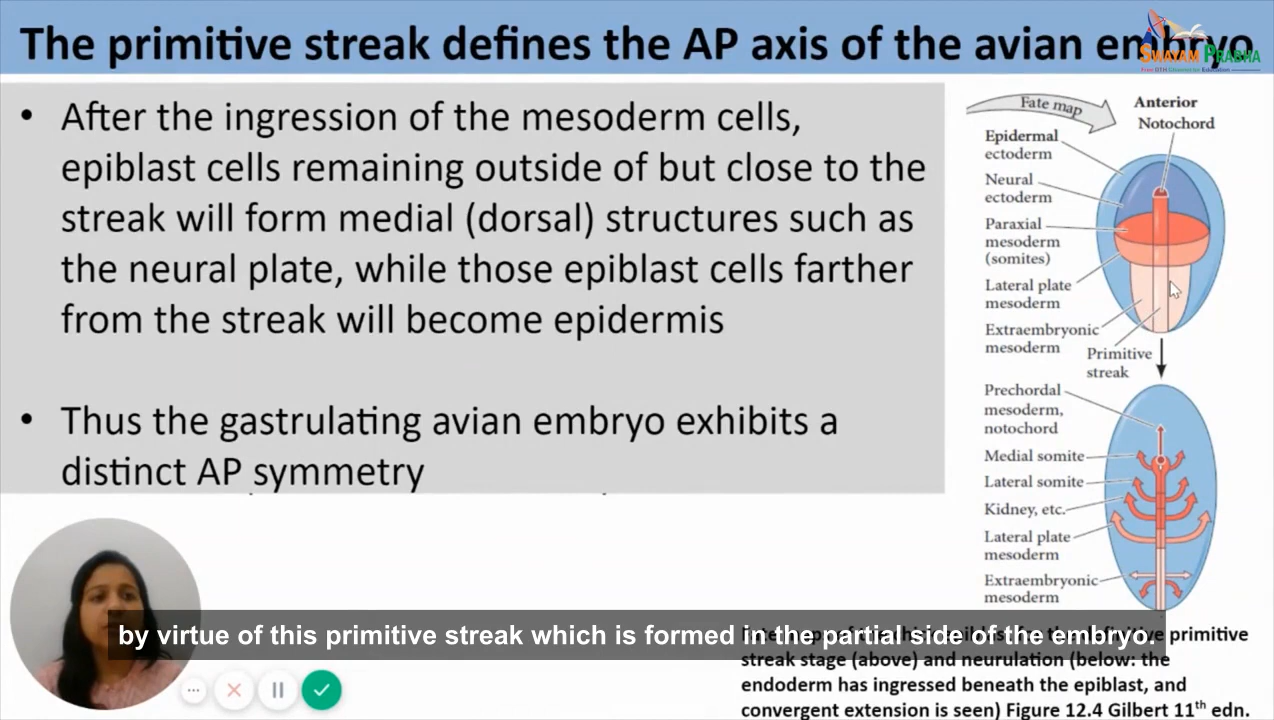 The primitive streak defines the AP axis of the avian embryo
SWAYAM PRABHA
• After the ingression of the mesoderm cells,
epiblast cells remaining outside of but close to the
streak will form medial (dorsal) structures such as
the neural plate, while those epiblast cells farther
from the streak will become epidermis
• Thus the gastrulating avian embryo exhibits a
distinct AP symmetry
Fate map
Anterior
Notochord
Epidermal
ectoderm
Neural
ectoderm
Paraxial
mesoderm
(somites)
Lateral plate
mesoderm
Extraembryonic
mesoderm
Primitive
streak
Prechordal
mesoderm,
notochord
Medial somite
Lateral somite
Kidney, etc.
Lateral plate
mesoderm
Extraembryonic
mesoderm
by virtue of this primitive streak which is formed in the partial side of the embryo.
primitive
streak stage (above) and neurulation (below: the
endoderm has ingressed beneath the epiblast, and
convergent extension is seen) Figure 12.4 Gilbert 11th edn.